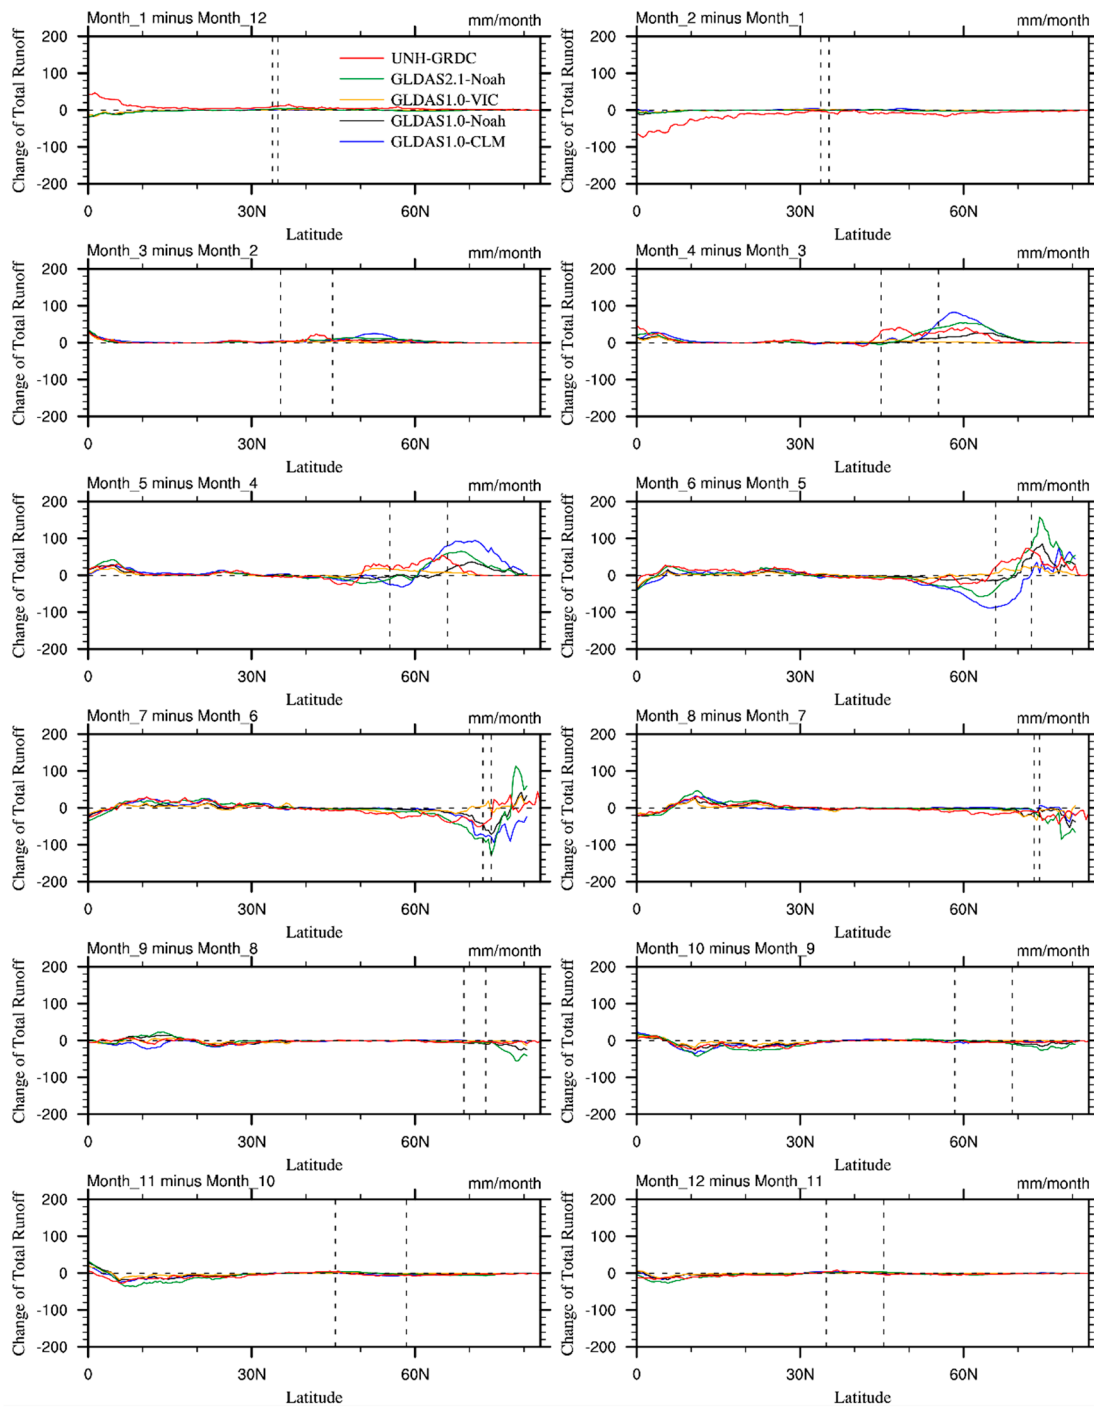 Month_1 minus Month_12 mm/month
Change of Total Runoff
200
100
0
-100
-200
UNH-GRDC
GLDAS2.1-Noah
GLDAS1.0-VIC
GLDAS1.0-Noah
GLDAS1.0-CLM
0 30N 60N
Latitude
Month_2 minus Month_1 mm/month
Change of Total Runoff
200
100
0
-100
-200
0 30N 60N
Latitude
Month_3 minus Month_2 mm/month
Change of Total Runoff
200
100
0
-100
-200
0 30N 60N
Latitude
Month_4 minus Month_3 mm/month
Change of Total Runoff
200
100
0
-100
-200
0 30N 60N
Latitude
Month_5 minus Month_4 mm/month
Change of Total Runoff
200
100
0
-100
-200
0 30N 60N
Latitude
Month_6 minus Month_5 mm/month
Change of Total Runoff
200
100
0
-100
-200
0 30N 60N
Latitude
Month_7 minus Month_6 mm/month
Change of Total Runoff
200
100
0
-100
-200
0 30N 60N
Latitude
Month_8 minus Month_7 mm/month
Change of Total Runoff
200
100
0
-100
-200
0 30N 60N
Latitude
Month_9 minus Month_8 mm/month
Change of Total Runoff
200
100
0
-100
-200
0 30N 60N
Latitude
Month_10 minus Month_9 mm/month
Change of Total Runoff
200
100
0
-100
-200
0 30N 60N
Latitude
Month_11 minus Month_10 mm/month
Change of Total Runoff
200
100
0
-100
-200
0 30N 60N
Latitude
Month_12 minus Month_11 mm/month
Change of Total Runoff
200
100
0
-100
-200
0 30N 60N
Latitude